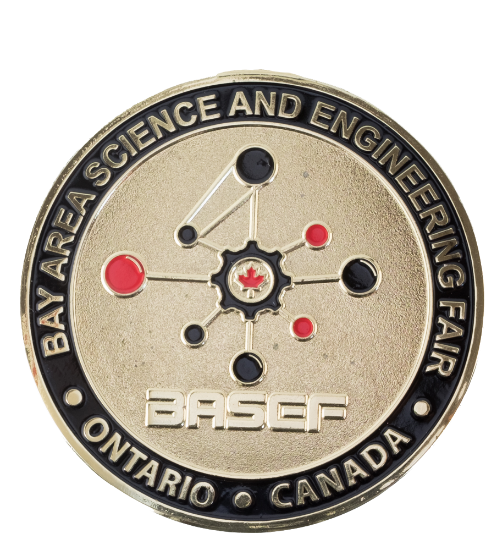 BAY AREA SCIENCE AND ENGINEERING FAIR
BASEF
ONTARIO • CANADA